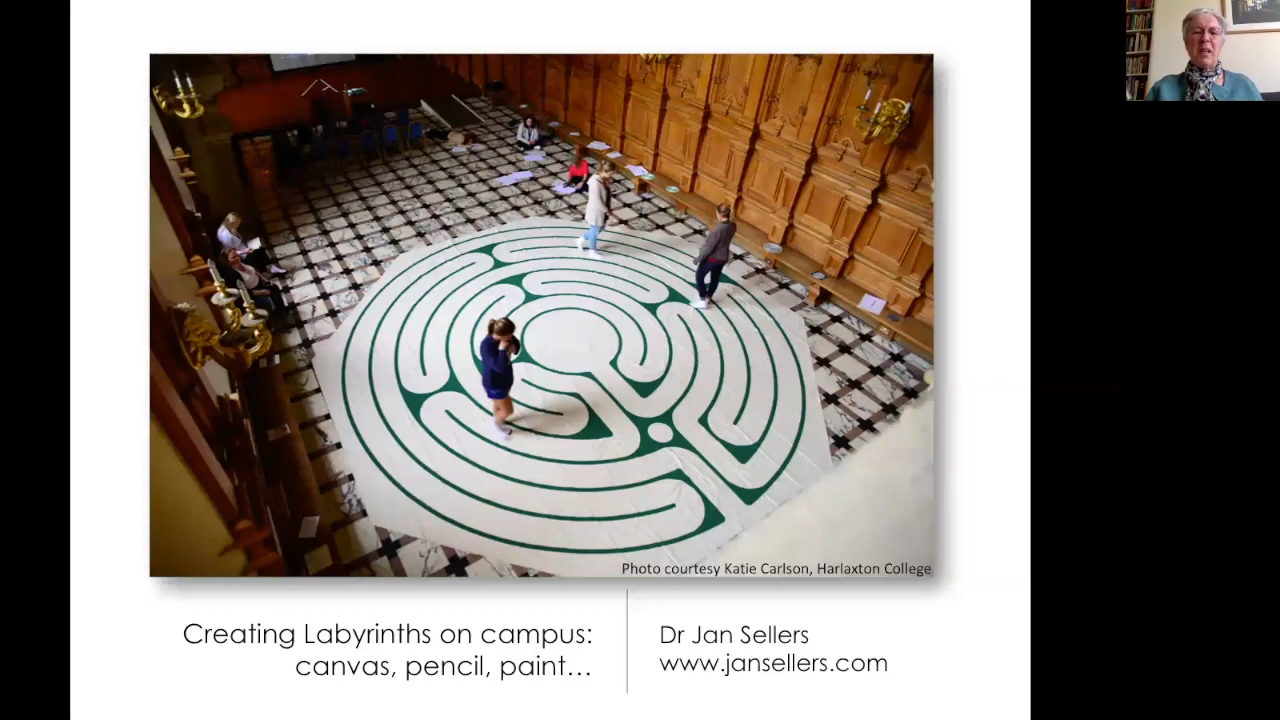 Photo courtesy Katie Carlson, Harlaxton College
Creating Labyrinths on campus:
canvas, pencil, paint...
Dr Jan Sellers
www.jansellers.com